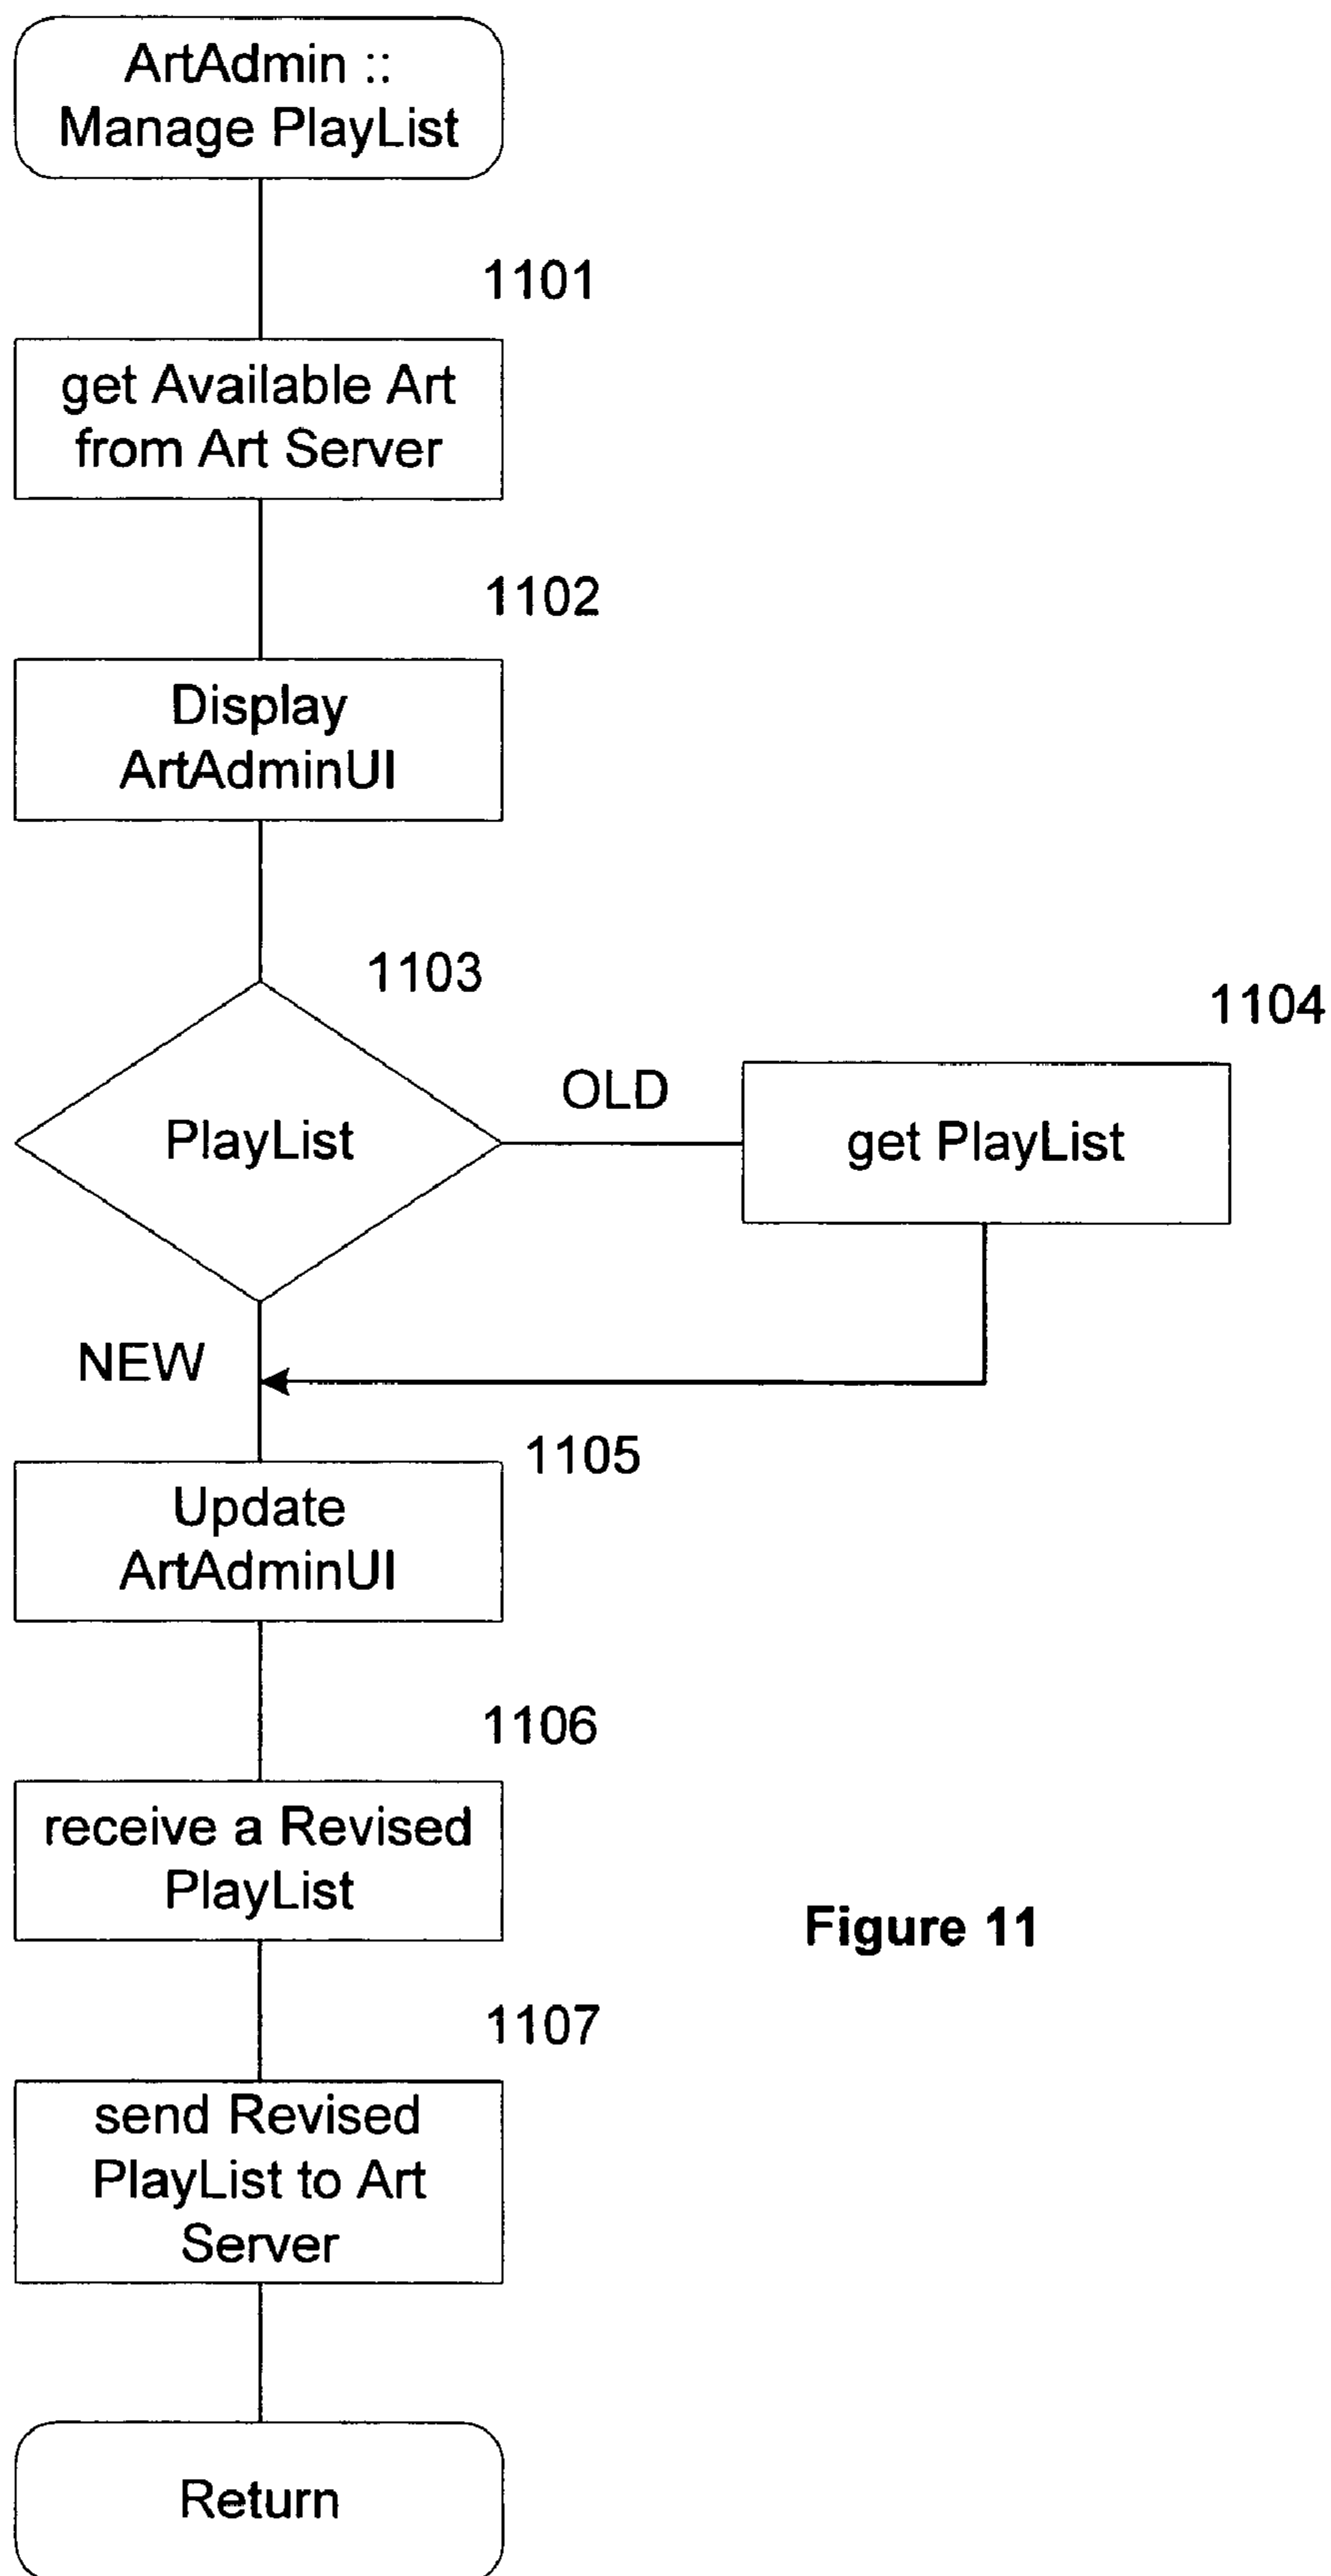 ArtAdmin ::
Manage PlayList
1101
get Available Art
from Art Server
1102
Display
ArtAdminUI
1103
1104
PlayList
OLD
get PlayList
NEW
1105
Update
ArtAdminUI
1106
receive a Revised
PlayList
Figure 11
1107
send Revised
PlayList to Art
Server
Return